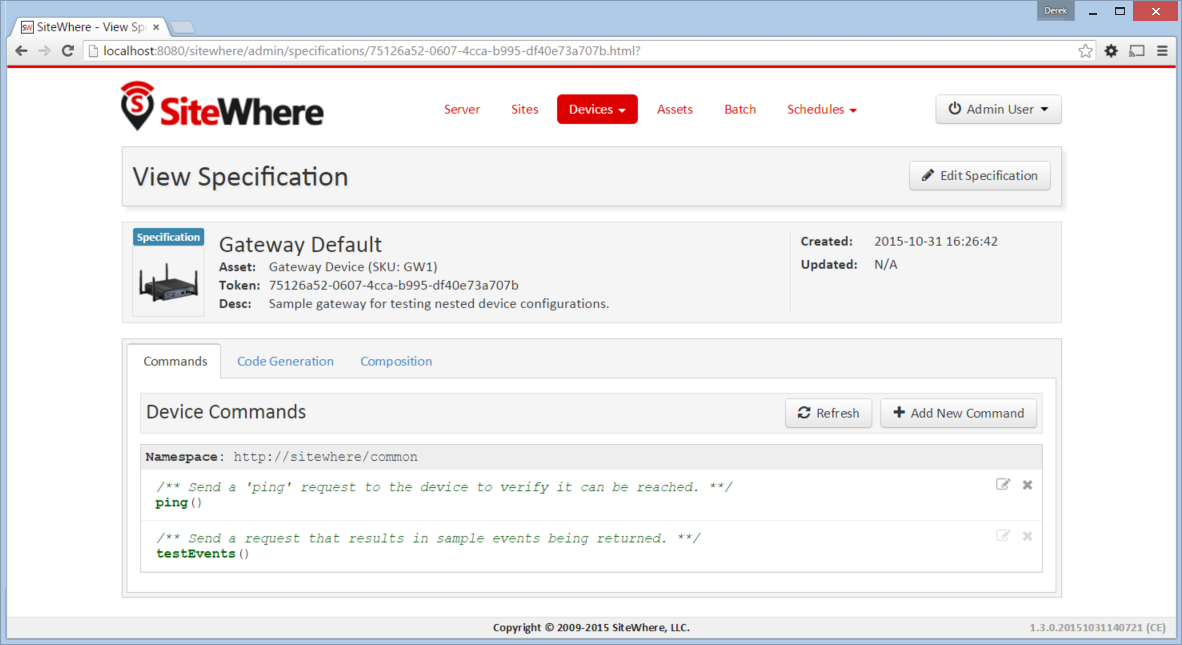 Derek
SW SiteWhere - View Sp
localhost:8080/sitewhere/admin/specifications/75126a52-0607-4cca-b995-df40e73a707b.html?
S SiteWhere
Server Sites Devices Assets Batch Schedules Admin User
View Specification Edit Specification
Specification
Gateway Default
Asset: Gateway Device (SKU: GW1)
Token: 75126a52-0607-4cca-b995-df40e73a707b
Desc: Sample gateway for testing nested device configurations.
Created: 2015-10-31 16:26:42
Updated: N/A
Commands Code Generation Composition
Device Commands Refresh Add New Command
Namespace: http://sitewhere/common
/** Send a 'ping' request to the device to verify it can be reached. **/
ping()
/** Send a request that results in sample events being returned. **/
testEvents()
Copyright © 2009-2015 SiteWhere, LLC. 1.3.0.20151031140721 (CE)